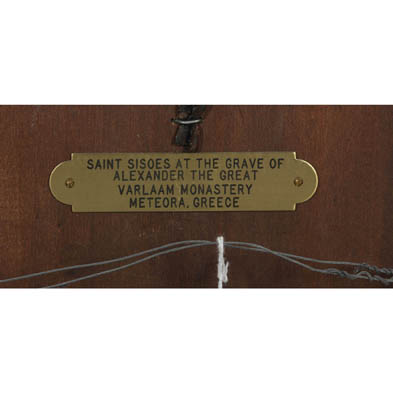 SAINT SISOES AT THE GRAVE OF
ALEXANDER THE GREAT
VARLAAM MONASTERY
METEORA, GREECE